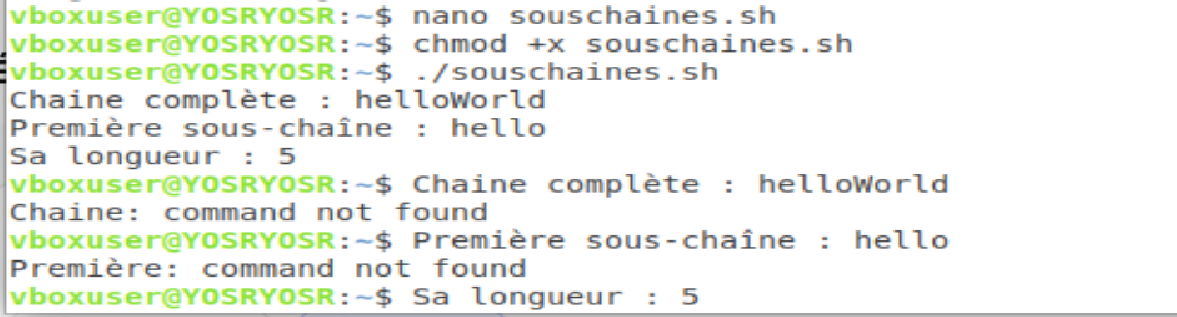 vboxuser@YOSRYOSR:~$ nano souschaines.sh
vboxuser@YOSRYOSR:~$ chmod +x souschaines.sh
vboxuser@YOSRYOSR:~$ ./souschaines.sh
Chaine complète : helloWorld
Première sous-chaîne : hello
Sa longueur : 5
vboxuser@YOSRYOSR:~$ Chaine complète : helloWorld
Chaine: command not found
vboxuser@YOSRYOSR:~$ Première sous-chaîne : hello
Première: command not found
vboxuser@YOSRYOSR:~$ Sa longueur : 5